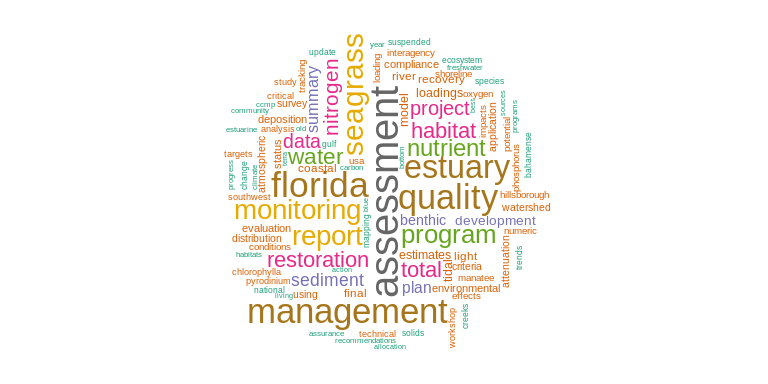 year
suspended
update
interagency
seagrass
compliance
ecosystem
freshwater
loading
tracking
summary
river
recovery
shoreline
study
species
critical
nitrogen
assessment
loadings
oxygen
ccmp
survey
model
project
best
sources
community
deposition
impacts
application
potential
programs
estuarine
analysis
old
data
habitat
gulf
nutrient
status
water
targets
atmospheric
usa
bottom
estuary
phosphorus
bahamense
coastal
carbon
progress
change
climate
florida
quality
southwest
hillsborough
monitoring
blue
watershed
mapping
benthic
development
evaluation
report
program
numeric
distribution
conditions
habitats
restoration
estimates
light
attenuation
trends
total
tidal
criteria
chlorophylla
action
pyrodinium
sediment
manatee
plan
environmental
national
living
using
final
effects
management
creeks
workshop
assurance
technical
solids
recommendations
allocation